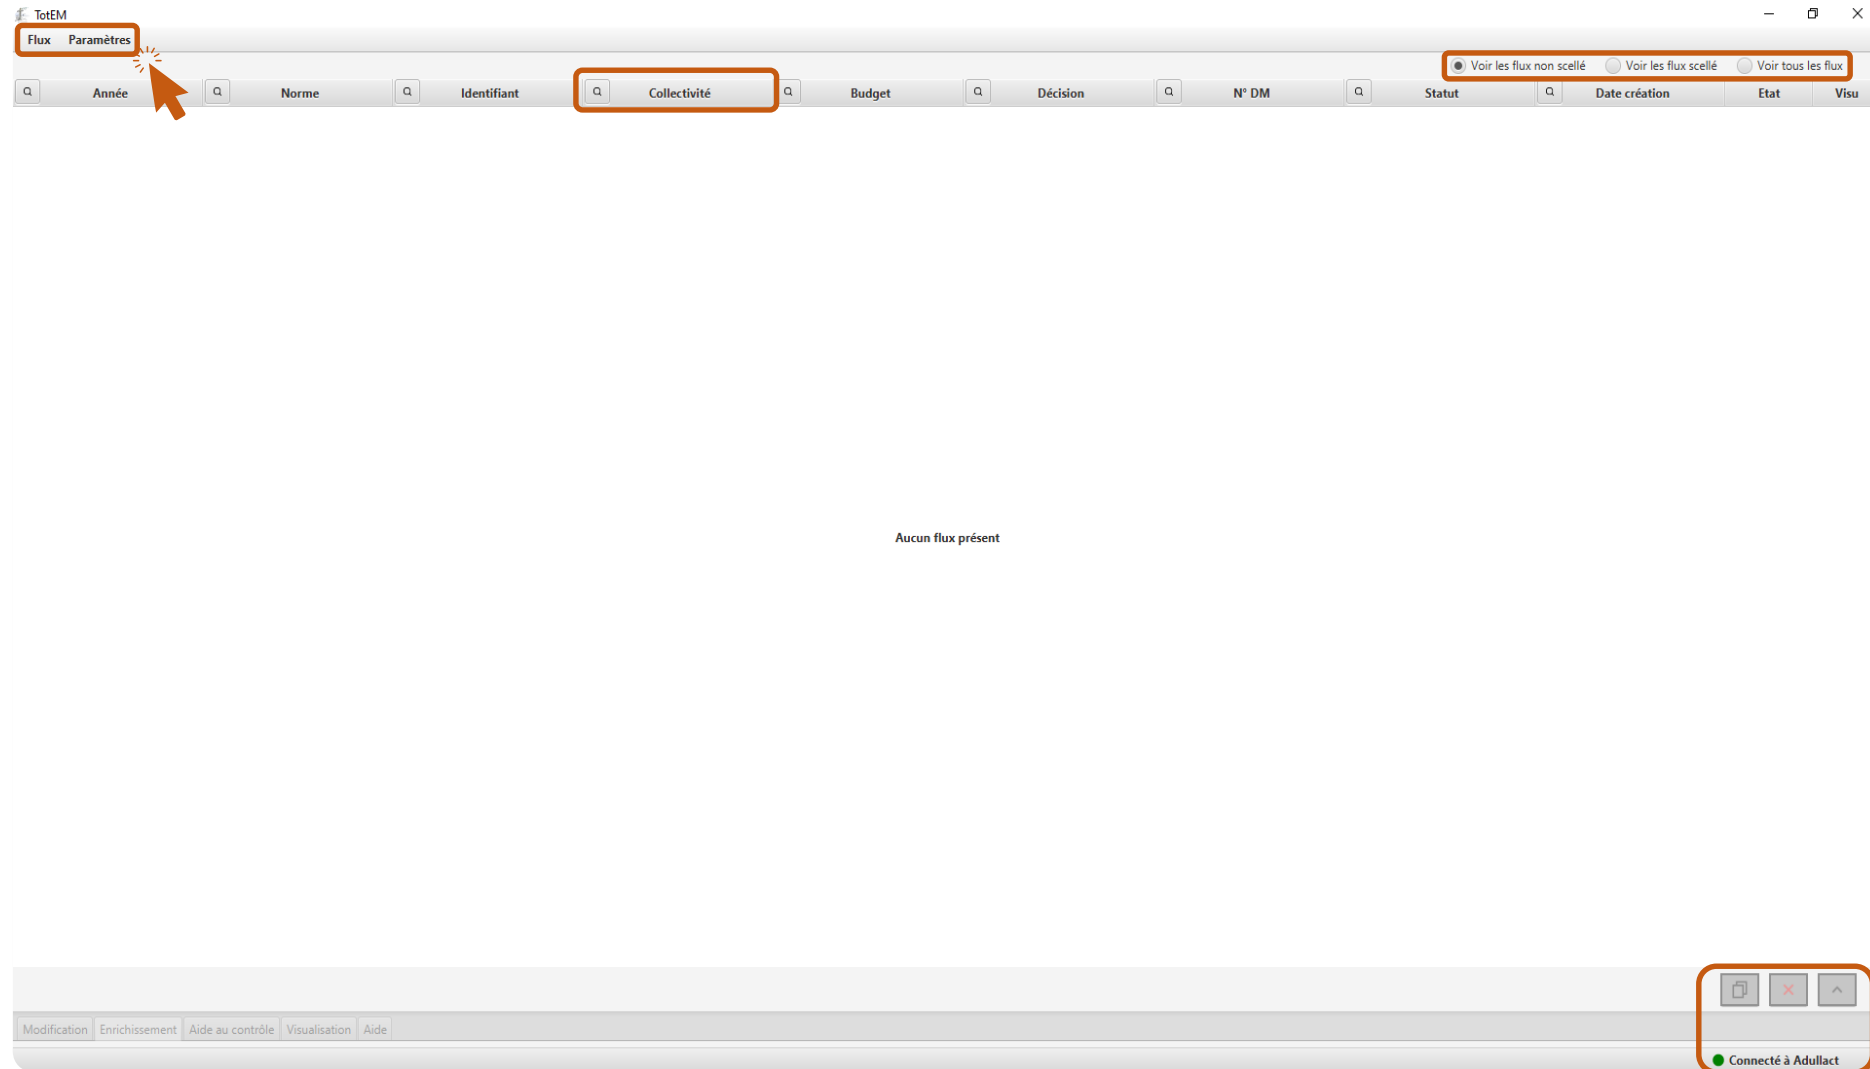 TotEM
Flux Paramètres
Voir les flux non scellé Voir les flux scellé Voir tous les flux
Année Norme Identifiant Collectivité Budget Décision N° DM Statut Date création Etat Visu
Aucun flux présent
Modification Enrichissement Aide au contrôle Visualisation Aide
Connecté à Adullact